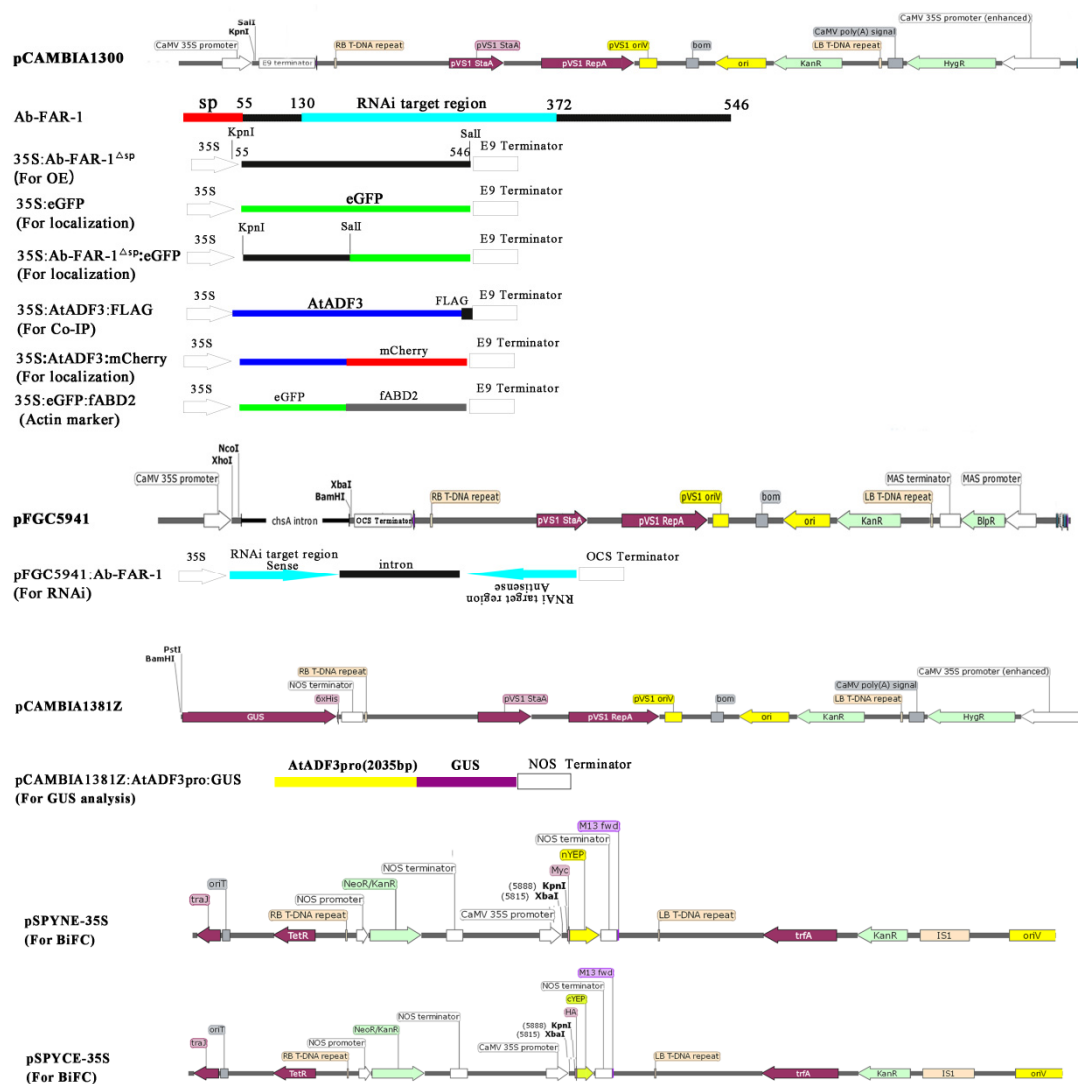 SalI
KpnI
CaMV 35S promoter
E9 terminator
RB T-DNA repeat
pVS1 StaA
pVS1 StaA
pVS1 RepA
pVS1 oriV
bom
ori
KanR
LB T-DNA repeat
CaMV poly(A) signal
HygR
CaMV 35S promoter (enhanced)
pCAMBIA1300
Ab-FAR-1
sp 55 130 RNAi target region 372 546
35S:Ab-FAR-1△sp
(For OE)
35S KpnI 55 546 SalI E9 Terminator
35S:eGFP
(For localization)
35S eGFP E9 Terminator
35S:Ab-FAR-1△sp:eGFP
(For localization)
35S KpnI SalI E9 Terminator
35S:AtADF3:FLAG
(For Co-IP)
35S AtADF3 FLAG E9 Terminator
35S:AtADF3:mCherry
(For localization)
35S mCherry E9 Terminator
35S:eGFP:fABD2
(Actin marker)
35S eGFP fABD2 E9 Terminator
pFGC5941
CaMV 35S promoter
NcoI
XhoI
chsA intron
XbaI
BamHI
OCS Terminator
RB T-DNA repeat
pVS1 StaA
pVS1 RepA
pVS1 oriV
bom
ori
KanR
LB T-DNA repeat
MAS terminator
BlpR
MAS promoter
pFGC5941:Ab-FAR-1
(For RNAi)
35S
RNAi target region
Sense
intron
RNAi target region
Antisense
OCS Terminator
pCAMBIA1381Z
PstI
BamHI
GUS
6xHis
NOS terminator
RB T-DNA repeat
pVS1 StaA
pVS1 RepA
pVS1 oriV
bom
ori
KanR
LB T-DNA repeat
CaMV poly(A) signal
HygR
CaMV 35S promoter (enhanced)
pCAMBIA1381Z:AtADF3pro:GUS
(For GUS analysis)
AtADF3pro(2035bp) GUS NOS Terminator
pSPYNE-35S
(For BiFC)
traJ
oriT
TetR
RB T-DNA repeat
NOS promoter
NeoR/KanR
NOS terminator
CaMV 35S promoter
(5888) KpnI
(5815) XbaI
Myc
nYEP
NOS terminator
M13 fwd
LB T-DNA repeat
trfA
KanR
IS1
oriV
pSPYCE-35S
(For BiFC)
traJ
oriT
TetR
RB T-DNA repeat
NOS promoter
NeoR/KanR
NOS terminator
CaMV 35S promoter
(5888) KpnI
(5815) XbaI
HA
cYEP
NOS terminator
M13 fwd
LB T-DNA repeat
trfA
KanR
IS1
oriV